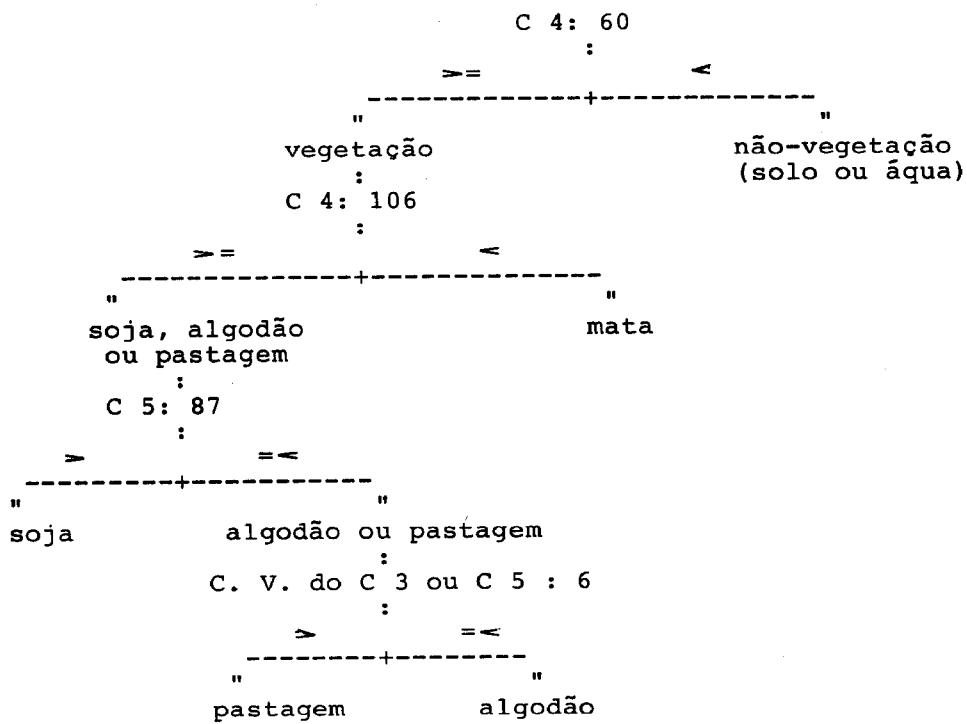 C 4: 60
:
>= <
-------------+-------------
" "
vegetação não-vegetação
: (solo ou áqua)
C 4: 106
:
>= <
--------------+--------------
" "
soja, algodão mata
ou pastagem
:
C 5: 87
:
> =<
---------+-----------
" "
soja algodão ou pastagem
:
C. V. do C 3 ou C 5 : 6
:
> =<
--------+--------
" "
pastagem algodão